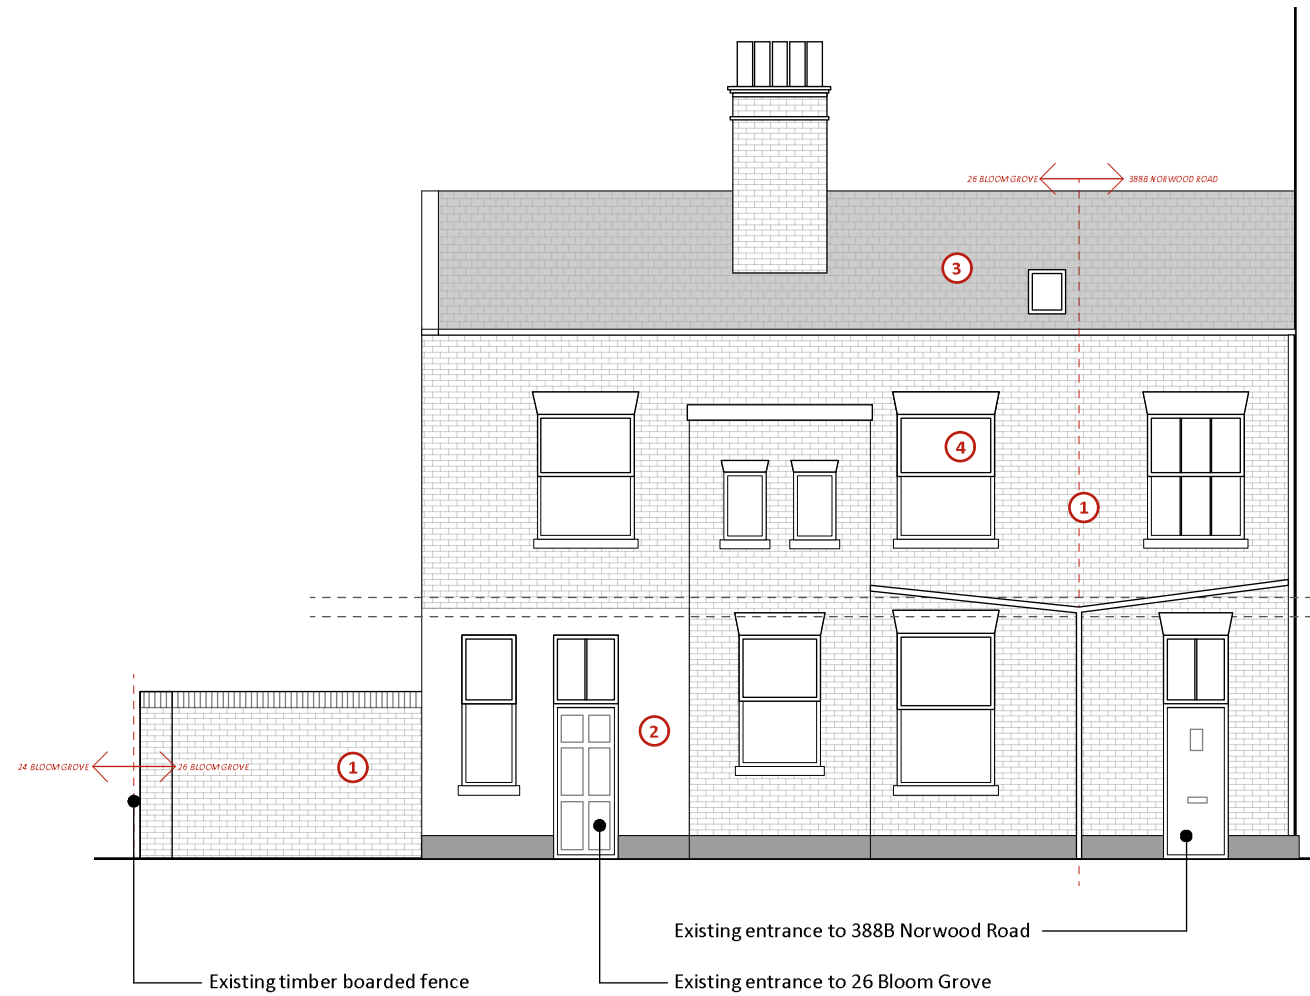 26 BLOOM GROVE
388B NORWOOD ROAD
3
4
1
2
24 BLOOM GROVE
26 BLOOM GROVE
1
Existing entrance to 388B Norwood Road
Existing timber boarded fence
Existing entrance to 26 Bloom Grove